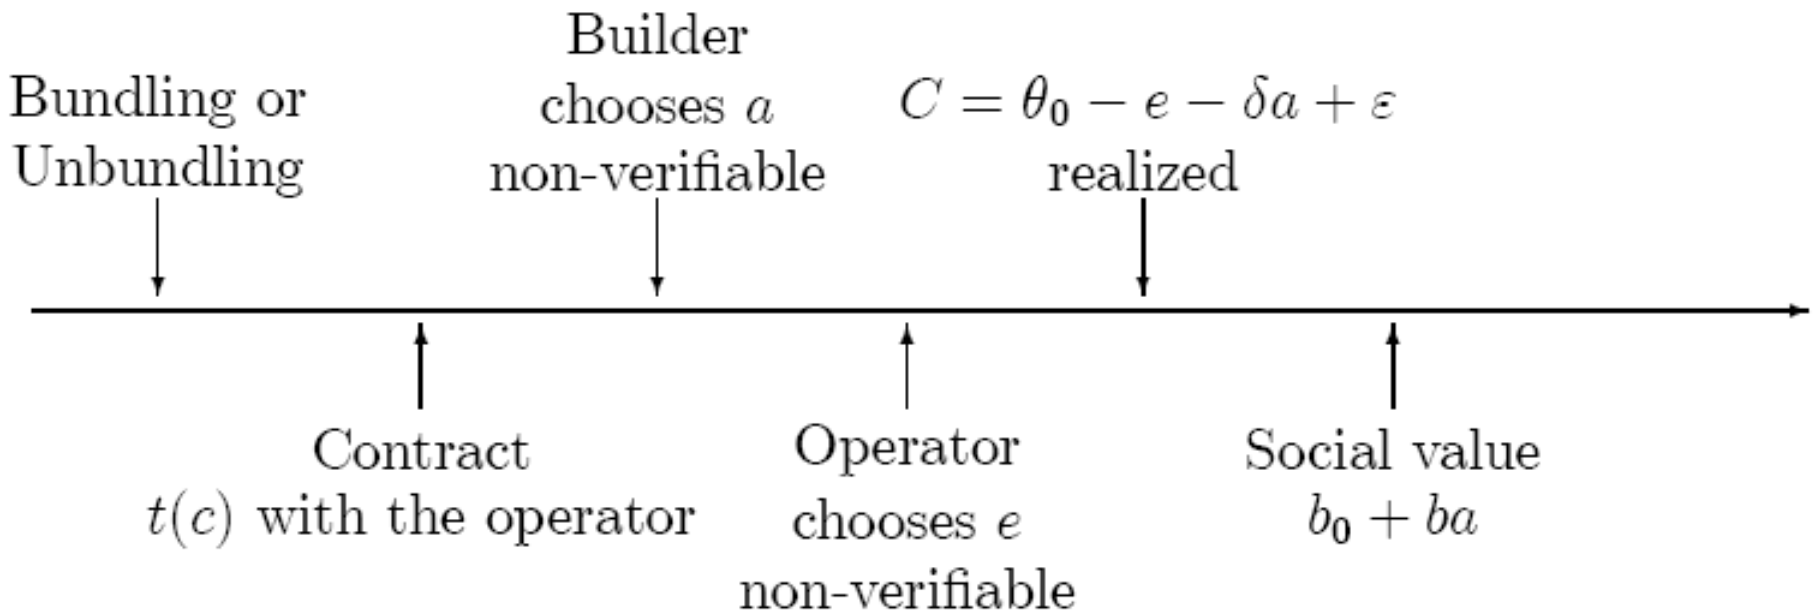 Bundling or
Unbundling
Builder
chooses a
non-verifiable
C = θ₀ − e − δa + ε
realized
Contract
t(c) with the operator
Operator
chooses e
non-verifiable
Social value
b₀ + ba